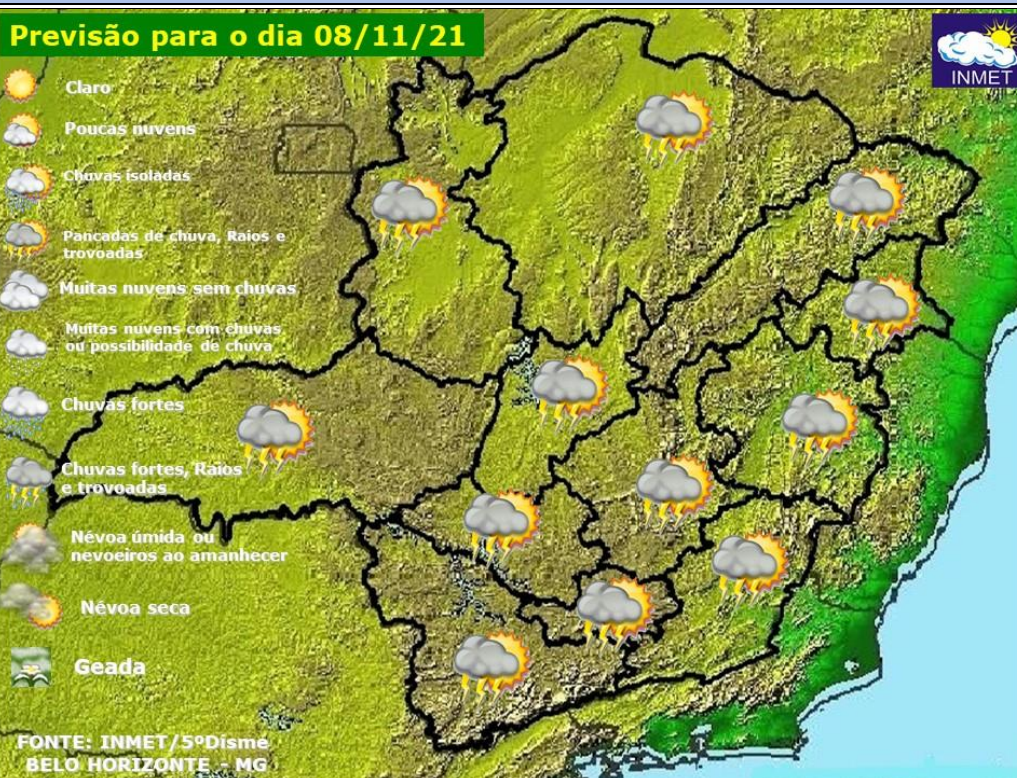 Previsão para o dia 08/11/21
INMET
Claro
Poucas nuvens
Chuvas isoladas
Pancadas de chuva, Raios e
trovoadas
Muitas nuvens sem chuvas
Muitas nuvens com chuvas
ou possibilidade de chuva
Chuvas fortes
Chuvas fortes, Raios
e trovoadas
Névoa úmida ou
nevoeiros ao amanhecer
Névoa seca
Geada
FONTE: INMET/5ºDisme
BELO HORIZONTE - MG